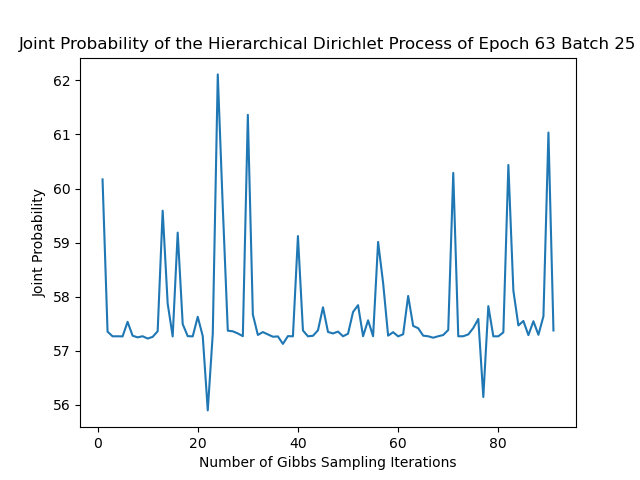 Joint Probability of the Hierarchical Dirichlet Process of Epoch 63 Batch 25
62
61
60
59
58
57
56
Joint Probability
0 20 40 60 80
Number of Gibbs Sampling Iterations